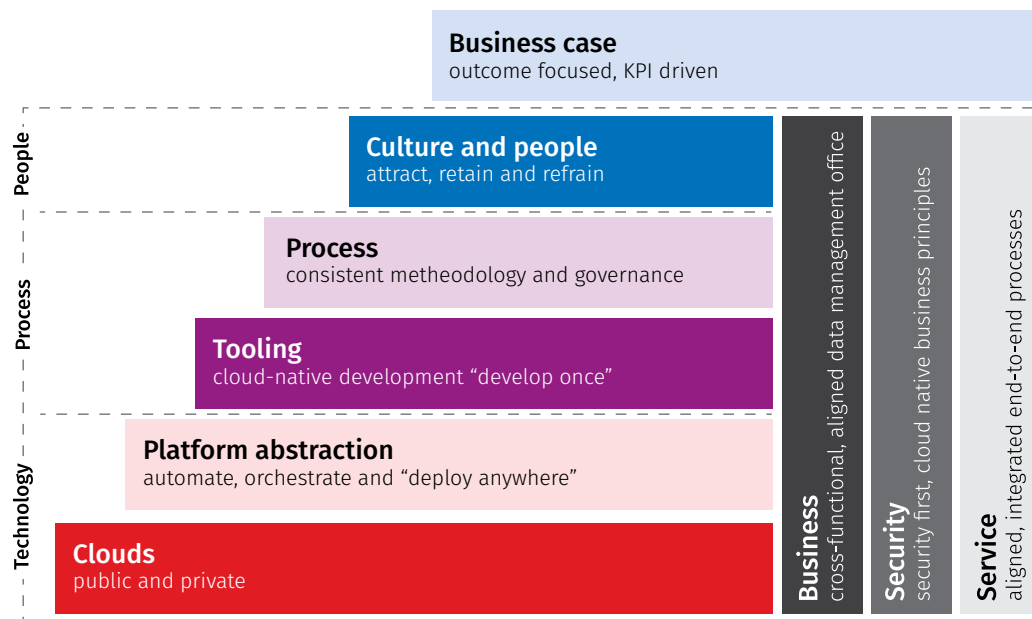 Business case
outcome focused, KPI driven
People
Culture and people
attract, retain and refrain
Process
Process
consistent metheodology and governance
Tooling
cloud-native development “develop once”
Technology
Platform abstraction
automate, orchestrate and “deploy anywhere”
Clouds
public and private
Business
cross-functional, aligned data management office
Security
security first, cloud native business principles
Service
aligned, integrated end-to-end processes